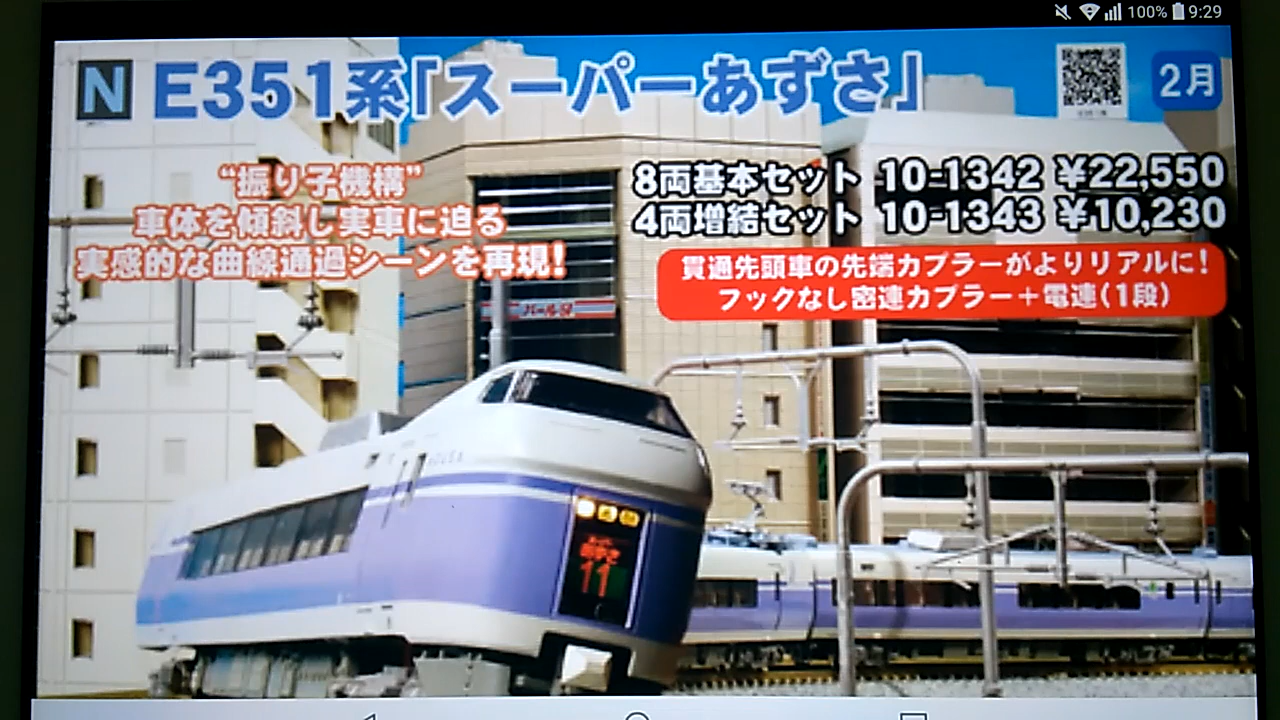 100% 9:29
N E351系「スーパーあずさ」 2月
“振り子機構”
車体を傾斜し実車に迫る
実感的な曲線通過シーンを再現!
8両基本セット 10-1342 ¥22,550
4両増結セット 10-1343 ¥10,230
貫通先頭車の先端カプラーがよりリアルに!
フックなし密連カプラー+電連(1段)
11